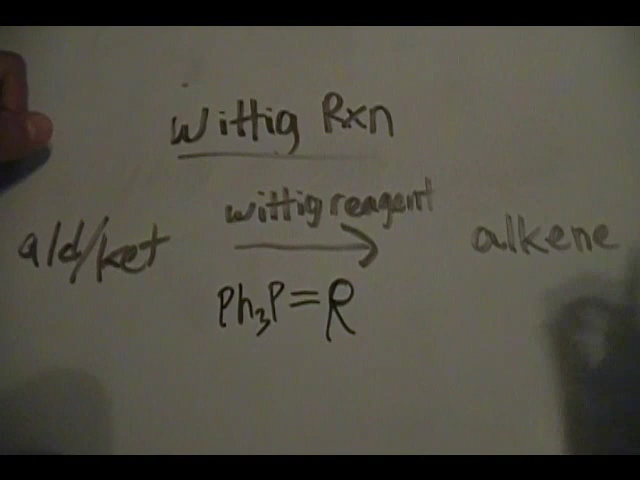 Wittig Rxn
wittig reagent
ald/ket → alkene
Ph₃P=R